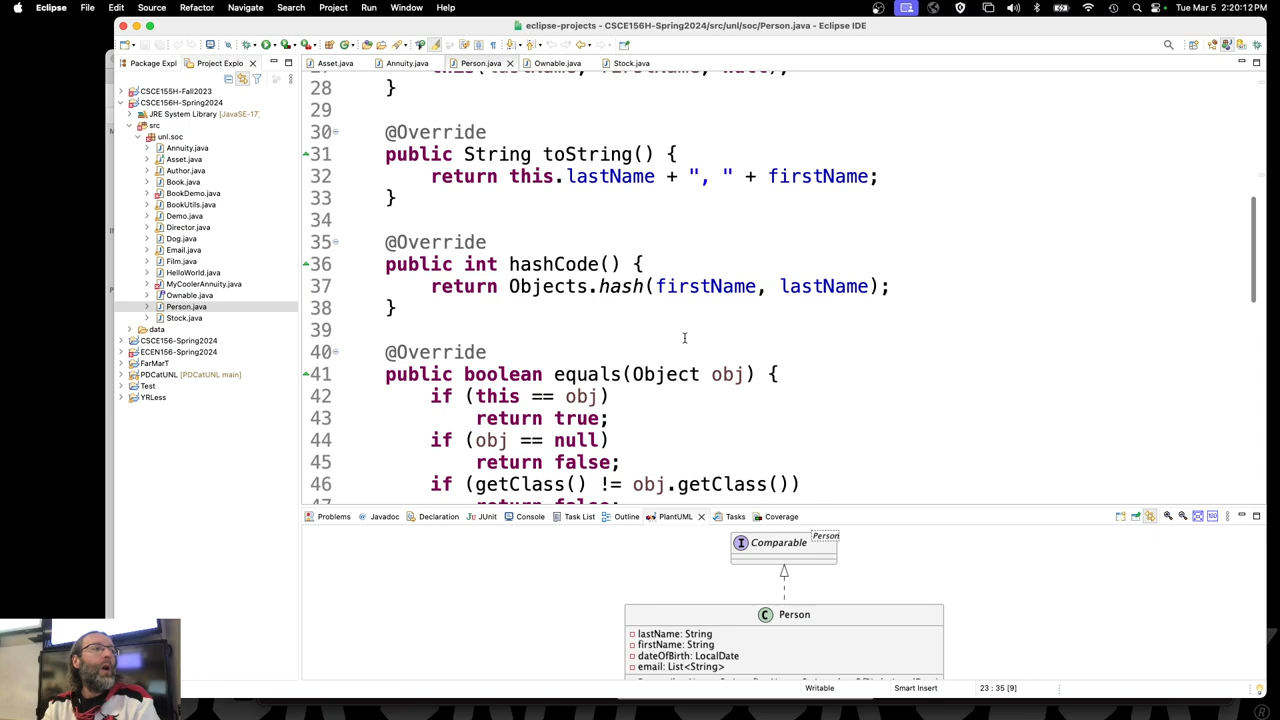 Eclipse File Edit Source Refactor Navigate Search Project Run Window Help Tue Mar 5 2:20:12 PM
eclipse-projects - CSCE156H-Spring2024/src/unl/soc/Person.java - Eclipse IDE
Package Expl Project Explo
Asset.java Annuity.java Person.java Ownable.java Stock.java
CSCE155H-Fall2023
CSCE156H-Spring2024
JRE System Library [JavaSE-17]
src
unl.soc
Annuity.java
Asset.java
Author.java
Book.java
BookDemo.java
BookUtils.java
Demo.java
Director.java
Dog.java
Email.java
Film.java
HelloWorld.java
MyCoolerAnnuity.java
Ownable.java
Person.java
Stock.java
data
CSCE156-Spring2024
ECEN156-Spring2024
FarMarT
PDCatUNL [PDCatUNL main]
Test
YRLess
28 }
29
30 @Override
31 public String toString() {
32 return this.lastName + ", " + firstName;
33 }
34
35 @Override
36 public int hashCode() {
37 return Objects.hash(firstName, lastName);
38 }
39
40 @Override
41 public boolean equals(Object obj) {
42 if (this == obj)
43 return true;
44 if (obj == null)
45 return false;
46 if (getClass() != obj.getClass())
Problems Javadoc Declaration JUnit Console Task List Outline PlantUML Tasks Coverage
I Comparable Person
C Person
lastName: String
firstName: String
dateOfBirth: LocalDate
email: List<String>
Writable Smart Insert 23 : 35 [9]